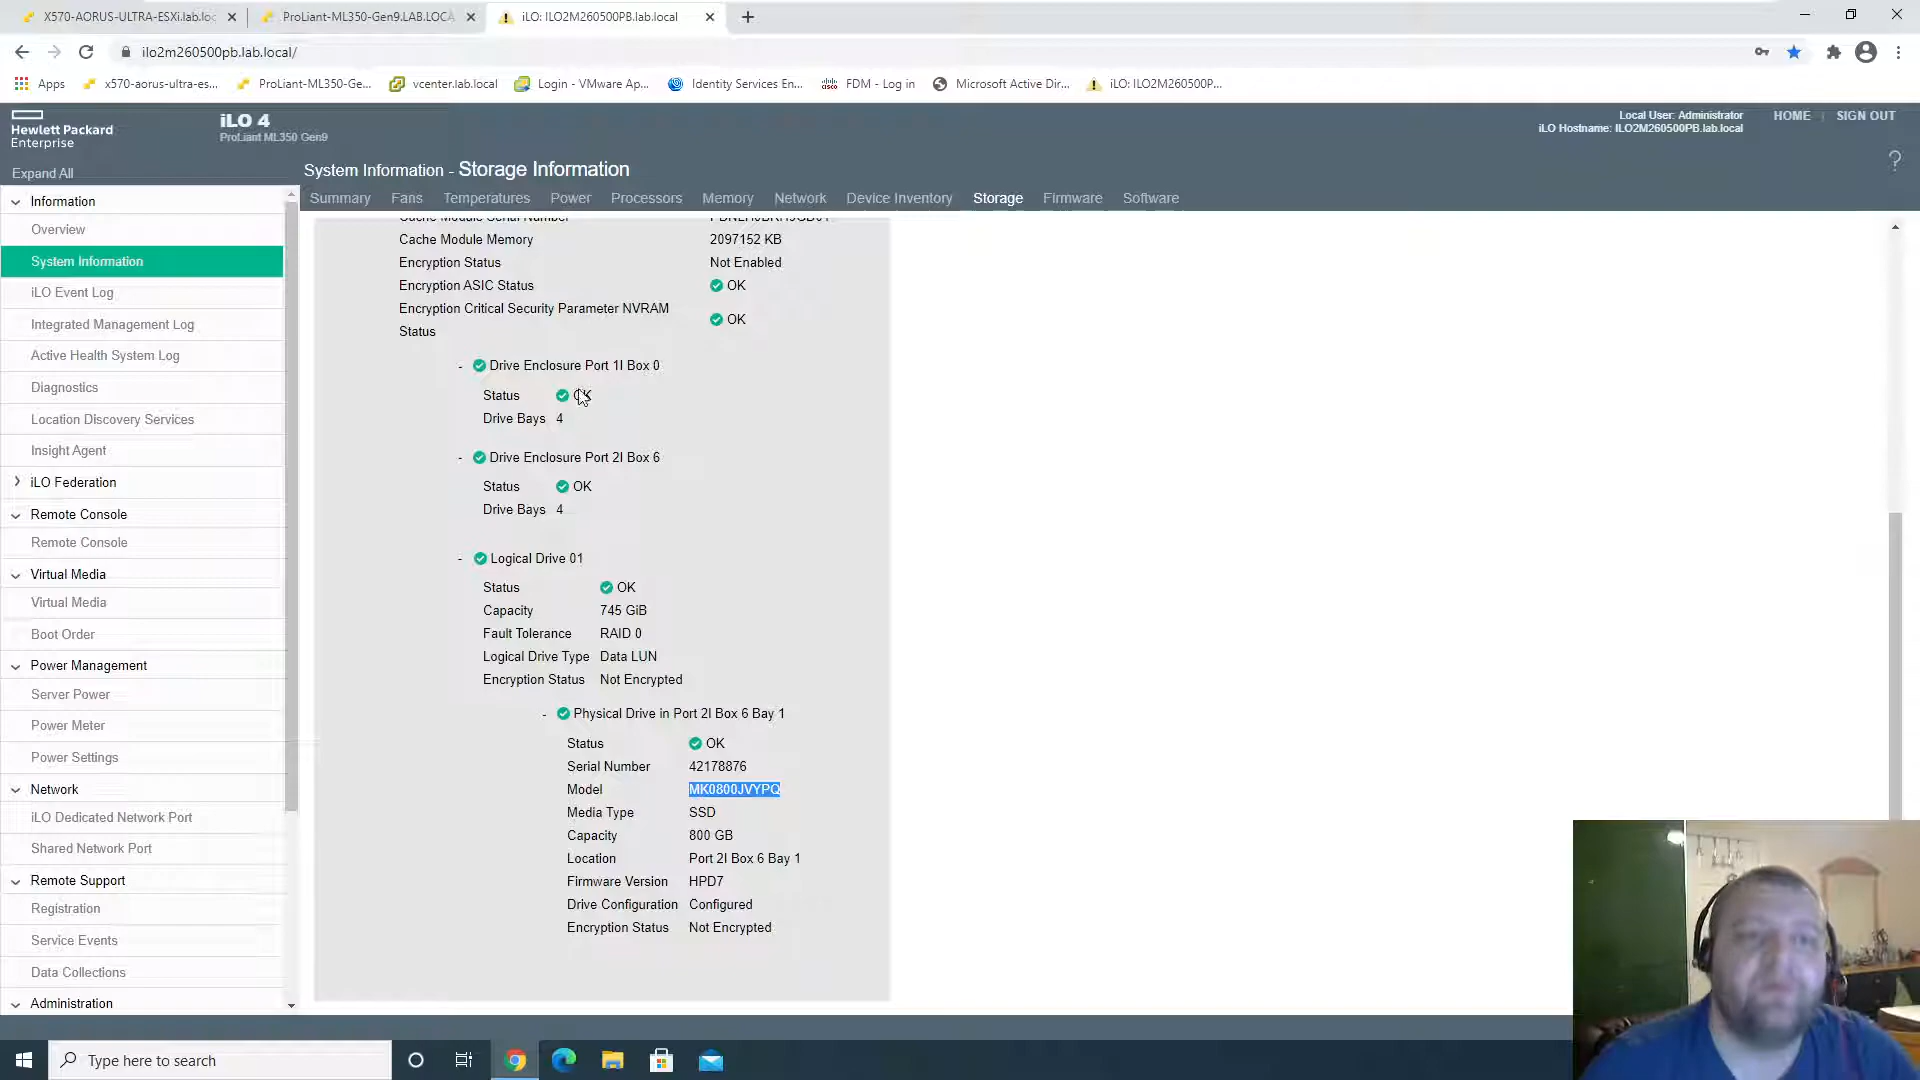 X570-AORUS-ULTRA-ESXi.lab.loc
ProLiant-ML350-Gen9.LAB.LOCA
iLO: ILO2M260500PB.lab.local
ilo2m260500pb.lab.local/
Apps
x570-aorus-ultra-es...
ProLiant-ML350-Ge...
vcenter.lab.local
Login - VMware Ap...
Identity Services En...
FDM - Log in
Microsoft Active Dir...
iLO: ILO2M260500P...
Hewlett Packard
Enterprise
iLO 4
ProLiant ML350 Gen9
Local User: Administrator
iLO Hostname: ILO2M260500PB.lab.local
HOME
SIGN OUT
?
Expand All
System Information - Storage Information
Summary
Fans
Temperatures
Power
Processors
Memory
Network
Device Inventory
Storage
Firmware
Software
Information
Overview
System Information
iLO Event Log
Integrated Management Log
Active Health System Log
Diagnostics
Location Discovery Services
Insight Agent
iLO Federation
Remote Console
Remote Console
Virtual Media
Virtual Media
Boot Order
Power Management
Server Power
Power Meter
Power Settings
Network
iLO Dedicated Network Port
Shared Network Port
Remote Support
Registration
Service Events
Data Collections
Administration
Cache Module Serial Number
Cache Module Memory 2097152 KB
Encryption Status Not Enabled
Encryption ASIC Status OK
Encryption Critical Security Parameter NVRAM
Status OK
- Drive Enclosure Port 1I Box 0
Status OK
Drive Bays 4
- Drive Enclosure Port 2I Box 6
Status OK
Drive Bays 4
- Logical Drive 01
Status OK
Capacity 745 GiB
Fault Tolerance RAID 0
Logical Drive Type Data LUN
Encryption Status Not Encrypted
- Physical Drive in Port 2I Box 6 Bay 1
Status OK
Serial Number 42178876
Model MK0800JVYPQ
Media Type SSD
Capacity 800 GB
Location Port 2I Box 6 Bay 1
Firmware Version HPD7
Drive Configuration Configured
Encryption Status Not Encrypted
Type here to search